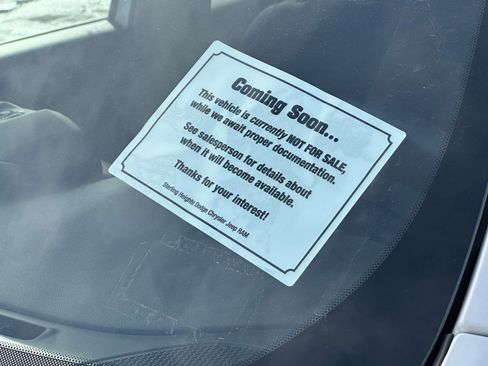 Coming Soon...
This vehicle is currently NOT FOR SALE,
while we await proper documentation.
See salesperson for details about
when it will become available.
Thanks for your interest!
Sterling Heights Dodge Chrysler Jeep RAM